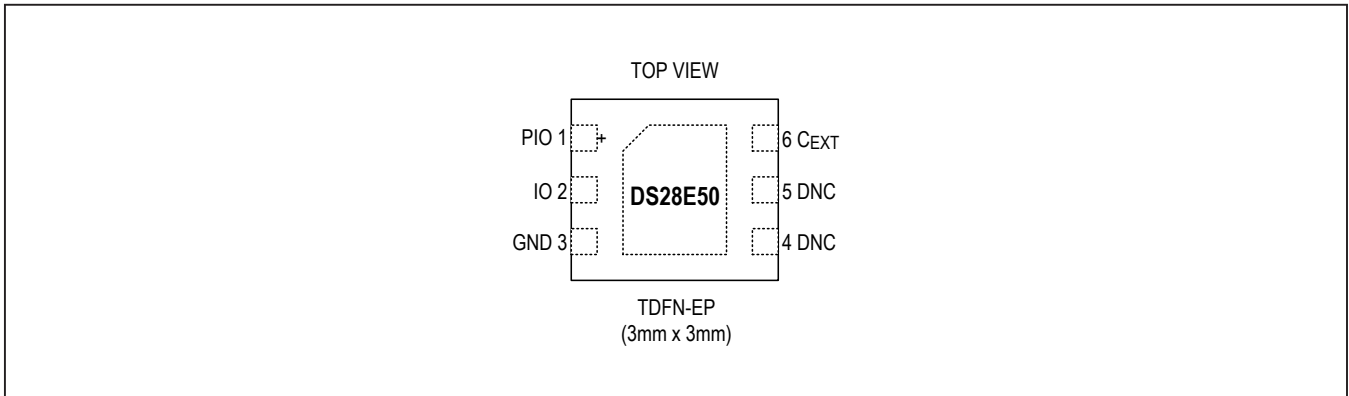 TOP VIEW
PIO 1
+
6 CEXT
IO 2
DS28E50
5 DNC
GND 3
4 DNC
TDFN-EP
(3mm x 3mm)